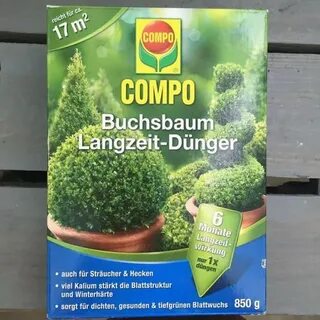 reicht für ca.
17 m²
COMPO
COMPO
Buchsbaum
Langzeit-Dünger
6
Monate
Langzeit-
wirkung
nur 1x
düngen
• auch für Sträucher & Hecken
• viel Kalium stärkt die Blattstruktur
und Winterhärte
• sorgt für dichten, gesunden & tiefgrünen Blattwuchs
850 g